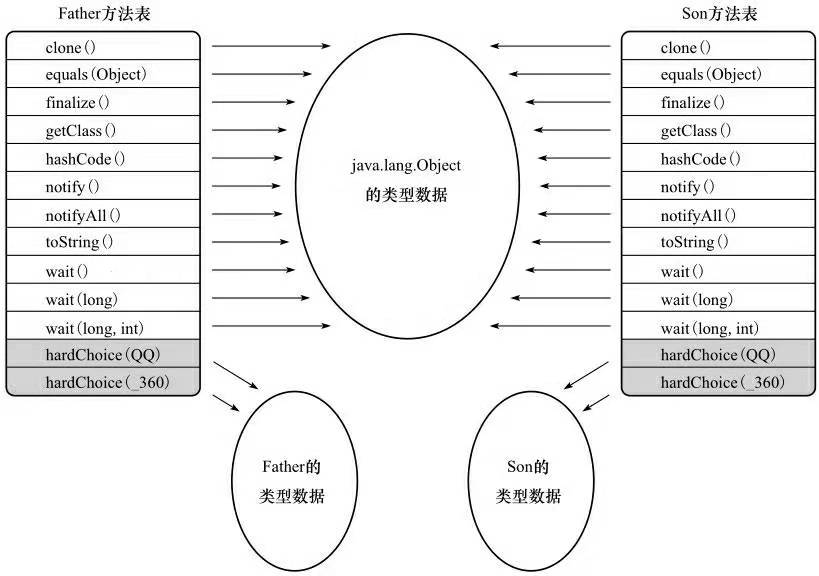 Father方法表
clone()
equals(Object)
finalize()
getClass()
hashCode()
notify()
notifyAll()
toString()
wait()
wait(long)
wait(long, int)
hardChoice(QQ)
hardChoice(_360)
java.lang.Object
的类型数据
Son方法表
clone()
equals(Object)
finalize()
getClass()
hashCode()
notify()
notifyAll()
toString()
wait()
wait(long)
wait(long, int)
hardChoice(QQ)
hardChoice(_360)
Father的
类型数据
Son的
类型数据